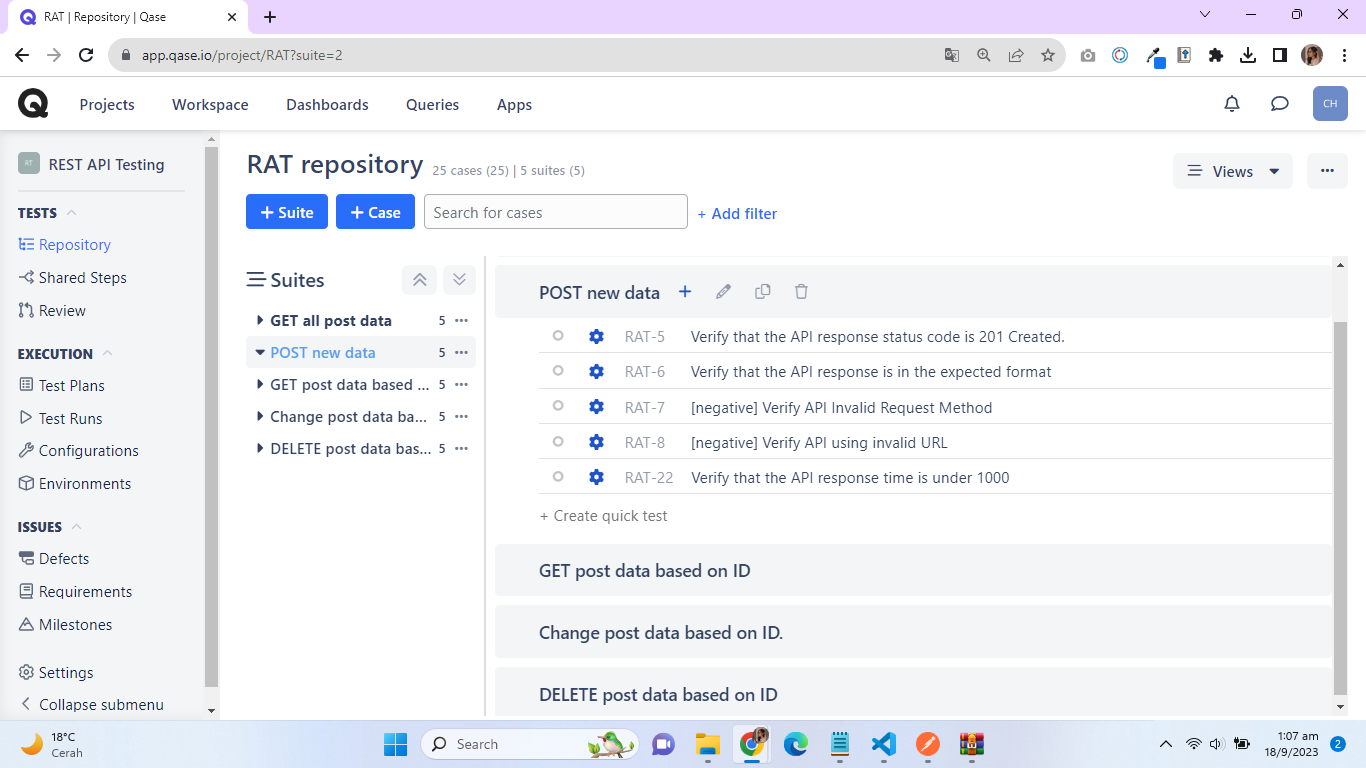 RAT | Repository | Qase
app.qase.io/project/RAT?suite=2
Projects Workspace Dashboards Queries Apps
CH
RT REST API Testing
TESTS
Repository
Shared Steps
Review
EXECUTION
Test Plans
Test Runs
Configurations
Environments
ISSUES
Defects
Requirements
Milestones
Settings
Collapse submenu
RAT repository 25 cases (25) | 5 suites (5)
Views
+ Suite + Case Search for cases + Add filter
Suites
GET all post data 5
POST new data 5
GET post data based ... 5
Change post data ba... 5
DELETE post data bas... 5
POST new data
RAT-5 Verify that the API response status code is 201 Created.
RAT-6 Verify that the API response is in the expected format
RAT-7 [negative] Verify API Invalid Request Method
RAT-8 [negative] Verify API using invalid URL
RAT-22 Verify that the API response time is under 1000
+ Create quick test
GET post data based on ID
Change post data based on ID.
DELETE post data based on ID
18°C
Cerah
Search
1:07 am
18/9/2023
2